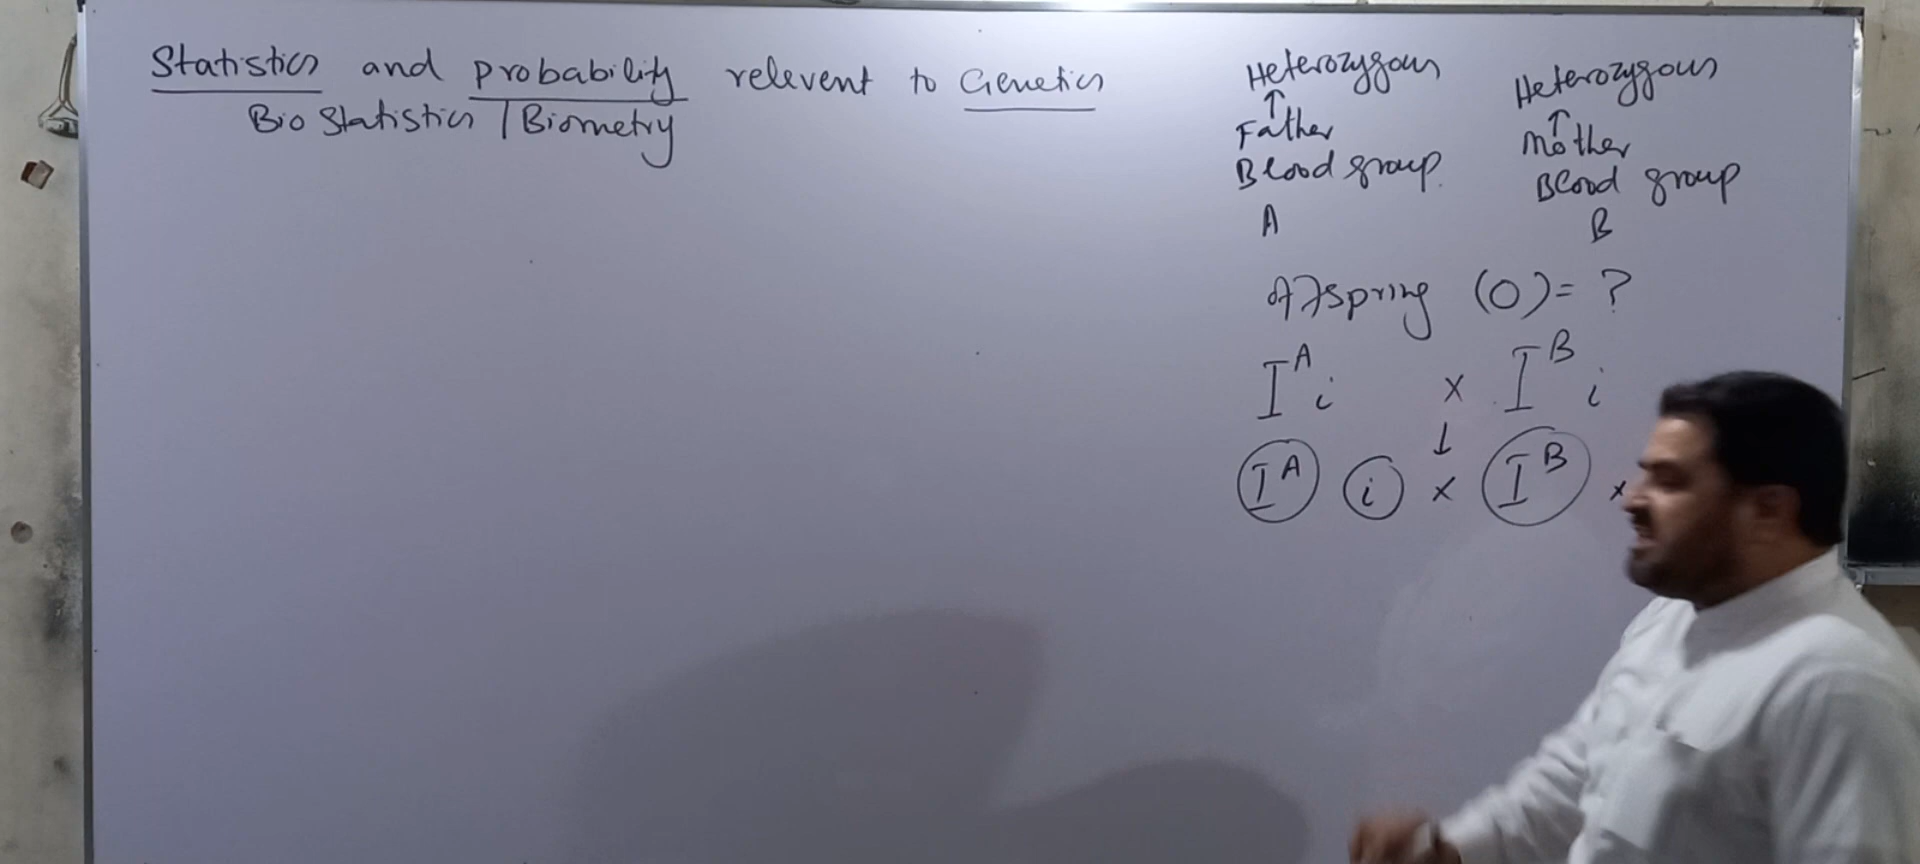 Statistics and probability relevent to Genetics
Bio Statistics / Biometry
Heterozygous
↑
Father
Blood group.
A
Heterozygous
↑
Mother
Blood group
B
Offspring (O) = ?
I^A i x I^B i
↓
I^A i x I^B x